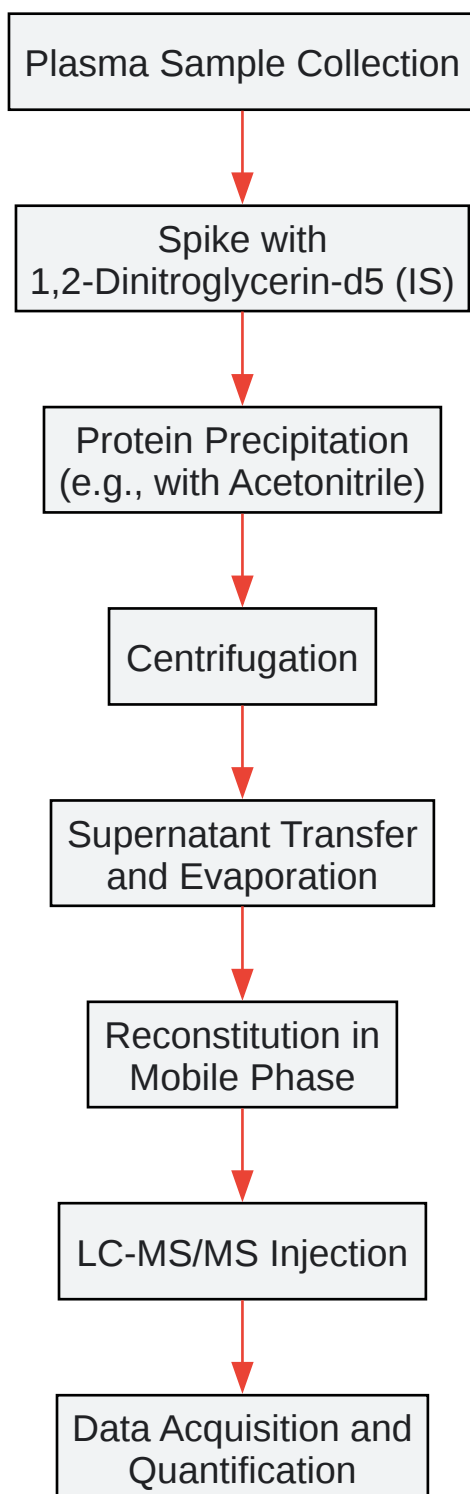 Plasma Sample Collection
Spike with
1,2-Dinitroglycerin-d5 (IS)
Protein Precipitation
(e.g., with Acetonitrile)
Centrifugation
Supernatant Transfer
and Evaporation
Reconstitution in
Mobile Phase
LC-MS/MS Injection
Data Acquisition and
Quantification